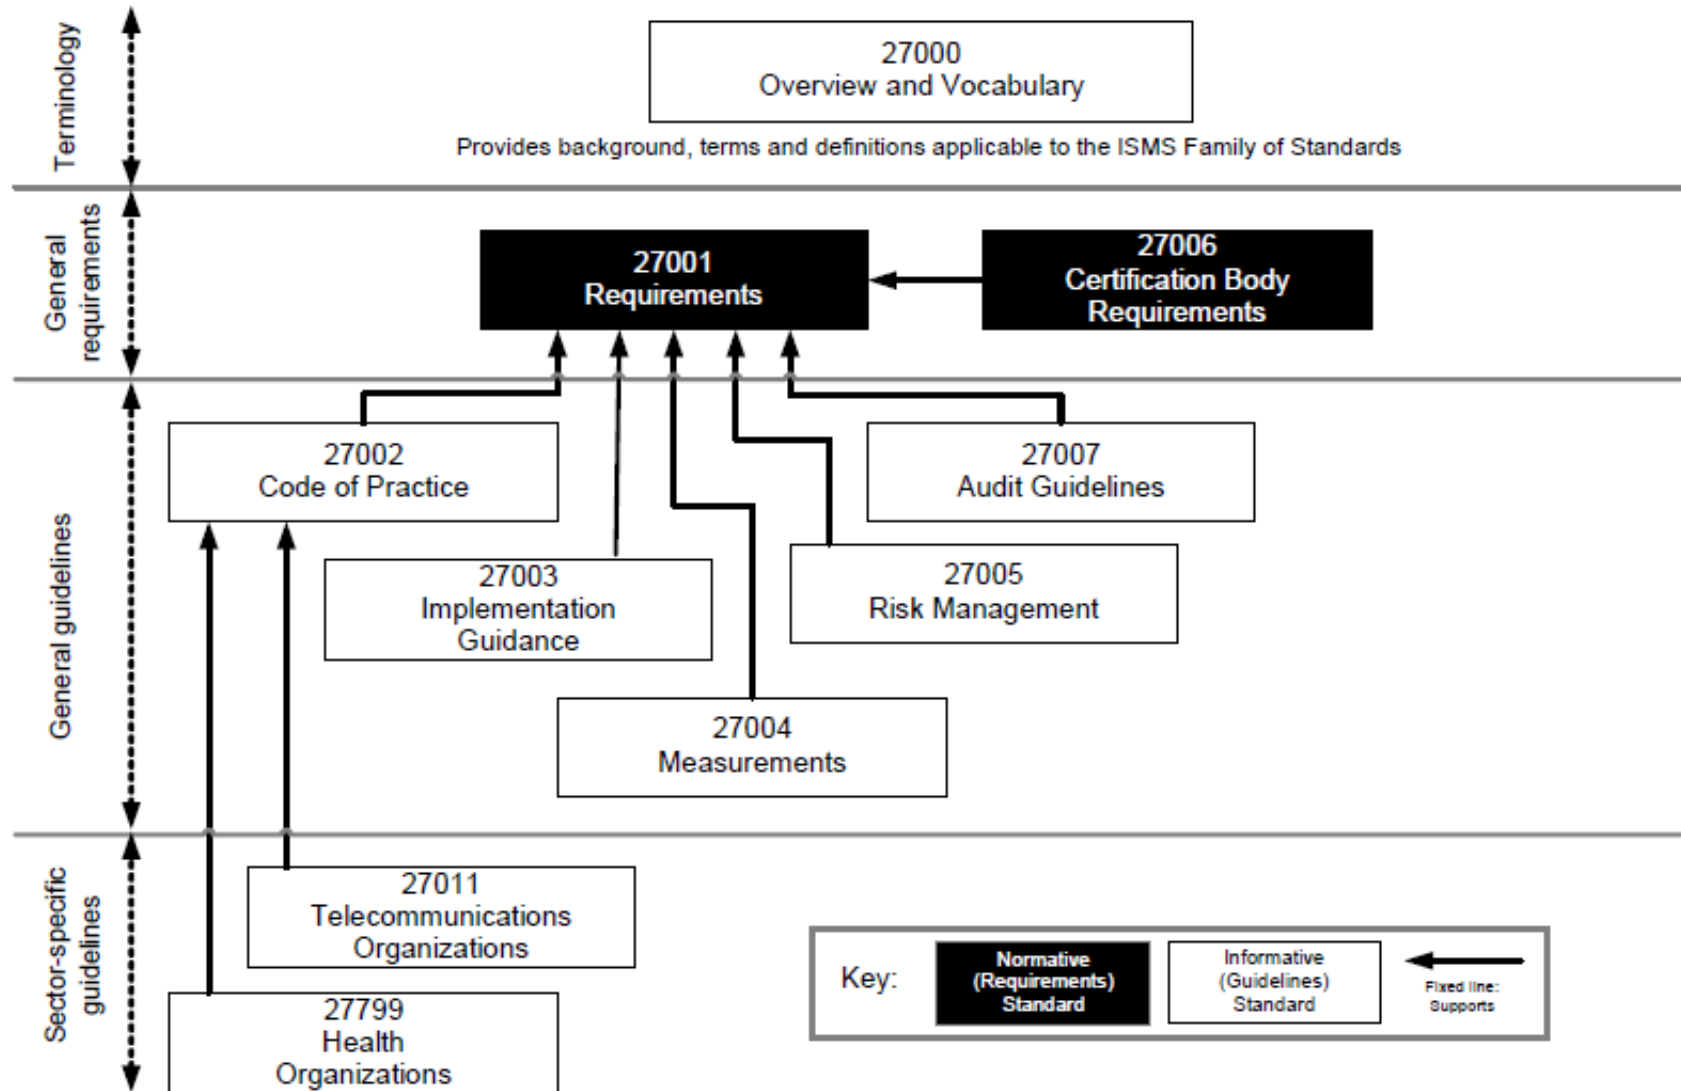 Terminology
27000
Overview and Vocabulary
Provides background, terms and definitions applicable to the ISMS Family of Standards
General
requirements
27001
Requirements
27006
Certification Body
Requirements
General guidelines
27002
Code of Practice
27007
Audit Guidelines
27003
Implementation
Guidance
27005
Risk Management
27004
Measurements
Sector-specific
guidelines
27011
Telecommunications
Organizations
27799
Health
Organizations
Key:
Normative
(Requirements)
Standard
Informative
(Guidelines)
Standard
Fixed line:
Supports